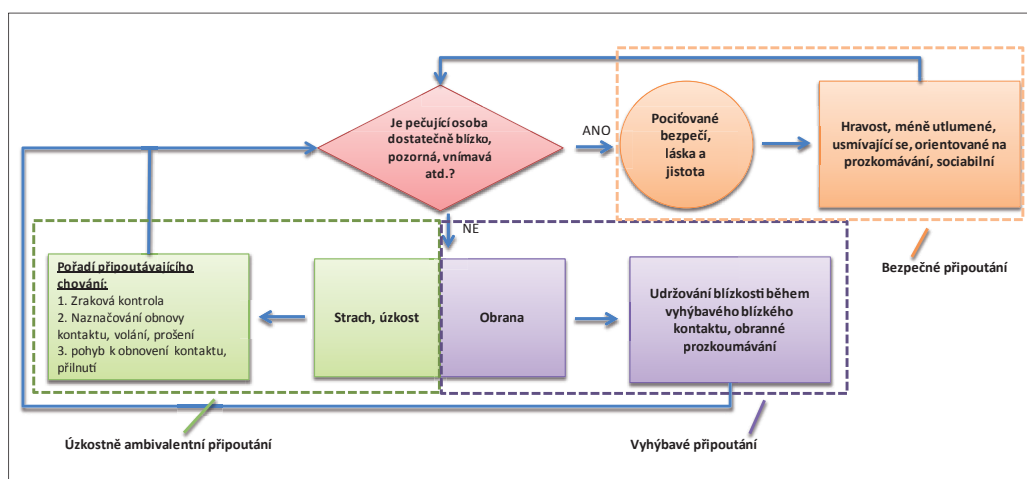 Je pečující osoba
dostatečně blízko,
pozorná, vnímavá
atd.?
ANO
Pociťované
bezpečí,
láska a
jistota
Hravost, méně utlumené,
usmívající se, orientované na
prozkomávání, sociabilní
Bezpečné připoutání
NE
Pořadí připoutávajícího
chování:
1. Zraková kontrola
2. Naznačování obnovy
kontaktu, volání, prošení
3. pohyb k obnovení kontaktu,
přilnutí
Strach, úzkost
Obrana
Udržování blízkosti během
vyhýbavého blízkého
kontaktu, obranné
prozkoumávání
Úzkostně ambivalentní připoutání
Vyhýbavé připoutání